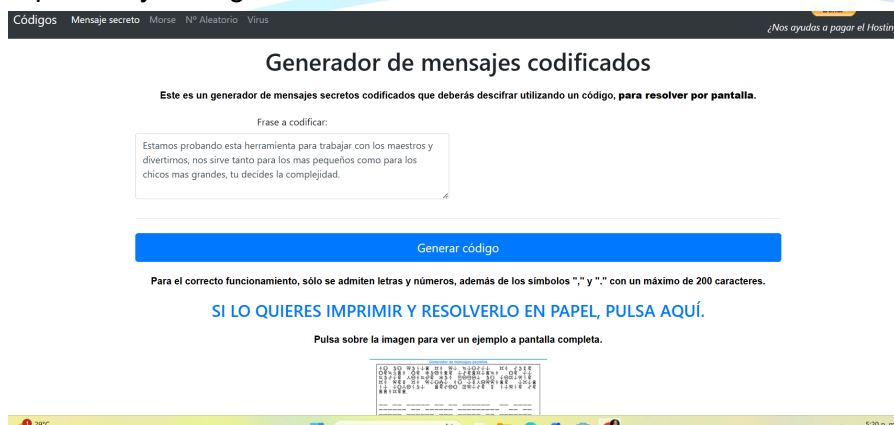 Códigos Mensaje secreto Morse Nº Aleatorio Virus
¿Nos ayudas a pagar el Hostin
Generador de mensajes codificados
Este es un generador de mensajes secretos codificados que deberás descifrar utilizando un código, para resolver por pantalla.
Frase a codificar:
Estamos probando esta herramienta para trabajar con los maestros y
divertirnos, nos sirve tanto para los mas pequeños como para los
chicos mas grandes, tu decides la complejidad.
Generar código
Para el correcto funcionamiento, sólo se admiten letras y números, además de los símbolos "," y "." con un máximo de 200 caracteres.
SI LO QUIERES IMPRIMIR Y RESOLVERLO EN PAPEL, PULSA AQUÍ.
Pulsa sobre la imagen para ver un ejemplo a pantalla completa.
Generador de mensajes secretos